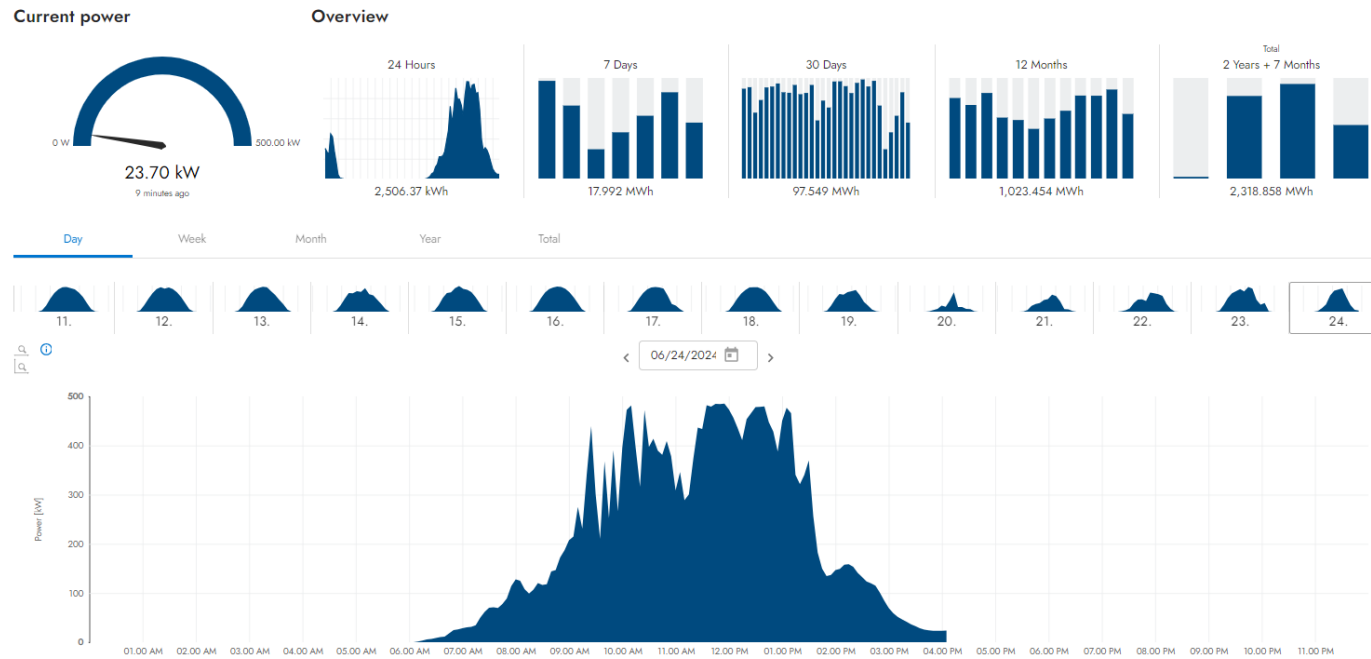 Current power
Overview
24 Hours
7 Days
30 Days
12 Months
Total
2 Years + 7 Months
0 W
500.00 kW
23.70 kW
9 minutes ago
2,506.37 kWh
17.992 MWh
97.549 MWh
1,023.454 MWh
2,318.858 MWh
Day
Week
Month
Year
Total
11.
12.
13.
14.
15.
16.
17.
18.
19.
20.
21.
22.
23.
24.
06/24/2024
500
400
300
200
100
0
Power [kW]
01.00 AM
02.00 AM
03.00 AM
04.00 AM
05.00 AM
06.00 AM
07.00 AM
08.00 AM
09.00 AM
10.00 AM
11.00 AM
12.00 PM
01.00 PM
02.00 PM
03.00 PM
04.00 PM
05.00 PM
06.00 PM
07.00 PM
08.00 PM
09.00 PM
10.00 PM
11.00 PM